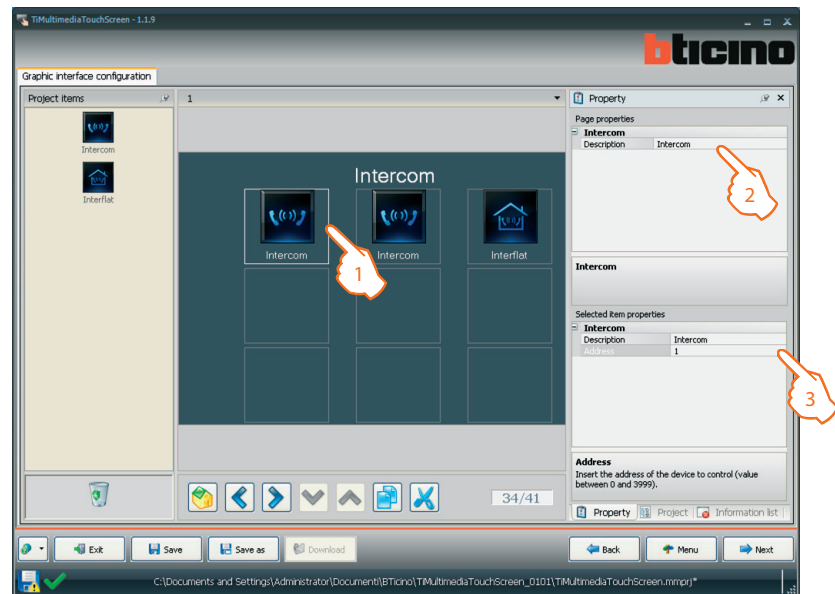 TiMultimediaTouchScreen - 1.1.9
bticino
Graphic interface configuration
Project items
Intercom
Interflat
1
Intercom
Intercom
Intercom
Interflat
1
Property
Page properties
Intercom
Description Intercom
2
Intercom
Selected item properties
Intercom
Description Intercom
Address 1
3
Address
Insert the address of the device to control (value
between 0 and 3999).
34/41
Property Project Information list
Exit Save Save as Download Back Menu Next
C:\Documents and Settings\Administrator\Documenti\BTicino\TiMultimediaTouchScreen_0101\TiMultimediaTouchScreen.mmprj*